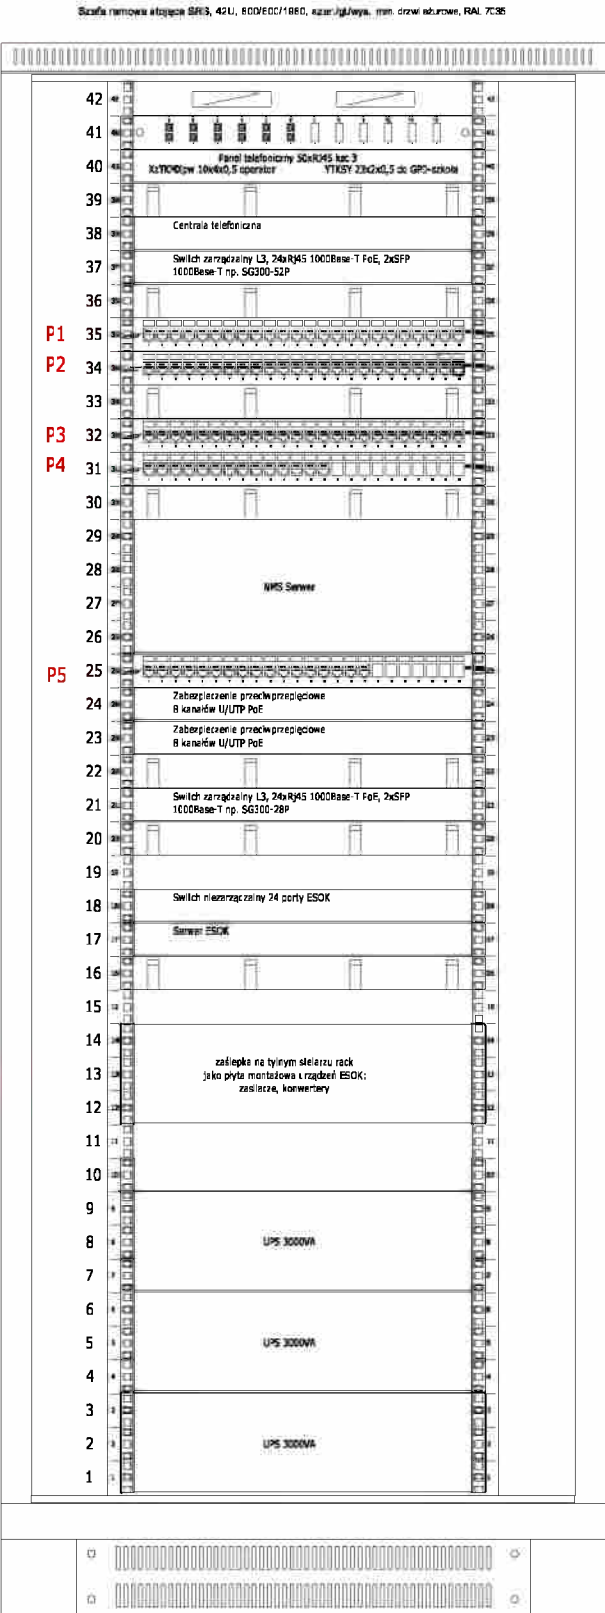 Szafa ramowa stojąca SRS, 42U, 800/800/1980, szer./gł/wys. mm. drzwi ażurowe, RAL 7035
42
41
Panel telefoniczny 50xRJ45 kat 3
40
10x4x0,5 operator
YTKSY 23x2x0,5 do GPD-szkoła
39
Centrala telefoniczna
38
Switch zarządzalny L3, 24xRj45 1000Base-T PoE, 2xSFP
37
1000Base-T np. SG300-52P
36
P1 35
P2 34
33
P3 32
P4 31
30
29
28
NMS Serwer
27
26
P5 25
Zabezpieczenie przeciwprzepięciowe
24
8 kanałów U/UTP PoE
Zabezpieczenie przeciwprzepięciowe
23
8 kanałów U/UTP PoE
22
Switch zarządzalny L3, 24xRj45 1000Base-T PoE, 2xSFP
21
1000Base-T np. SG300-28P
20
19
Switch niezarządzalny 24 porty ESOK
18
Serwer ESOK
17
16
15
14
zaślepka na tylnym stelarzu rack
13
jako płyta montażowa urządzeń ESOK;
zasilacze, konwertery
12
11
10
9
8 UPS 3000VA
7
6
5 UPS 3000VA
4
3
2 UPS 3000VA
1